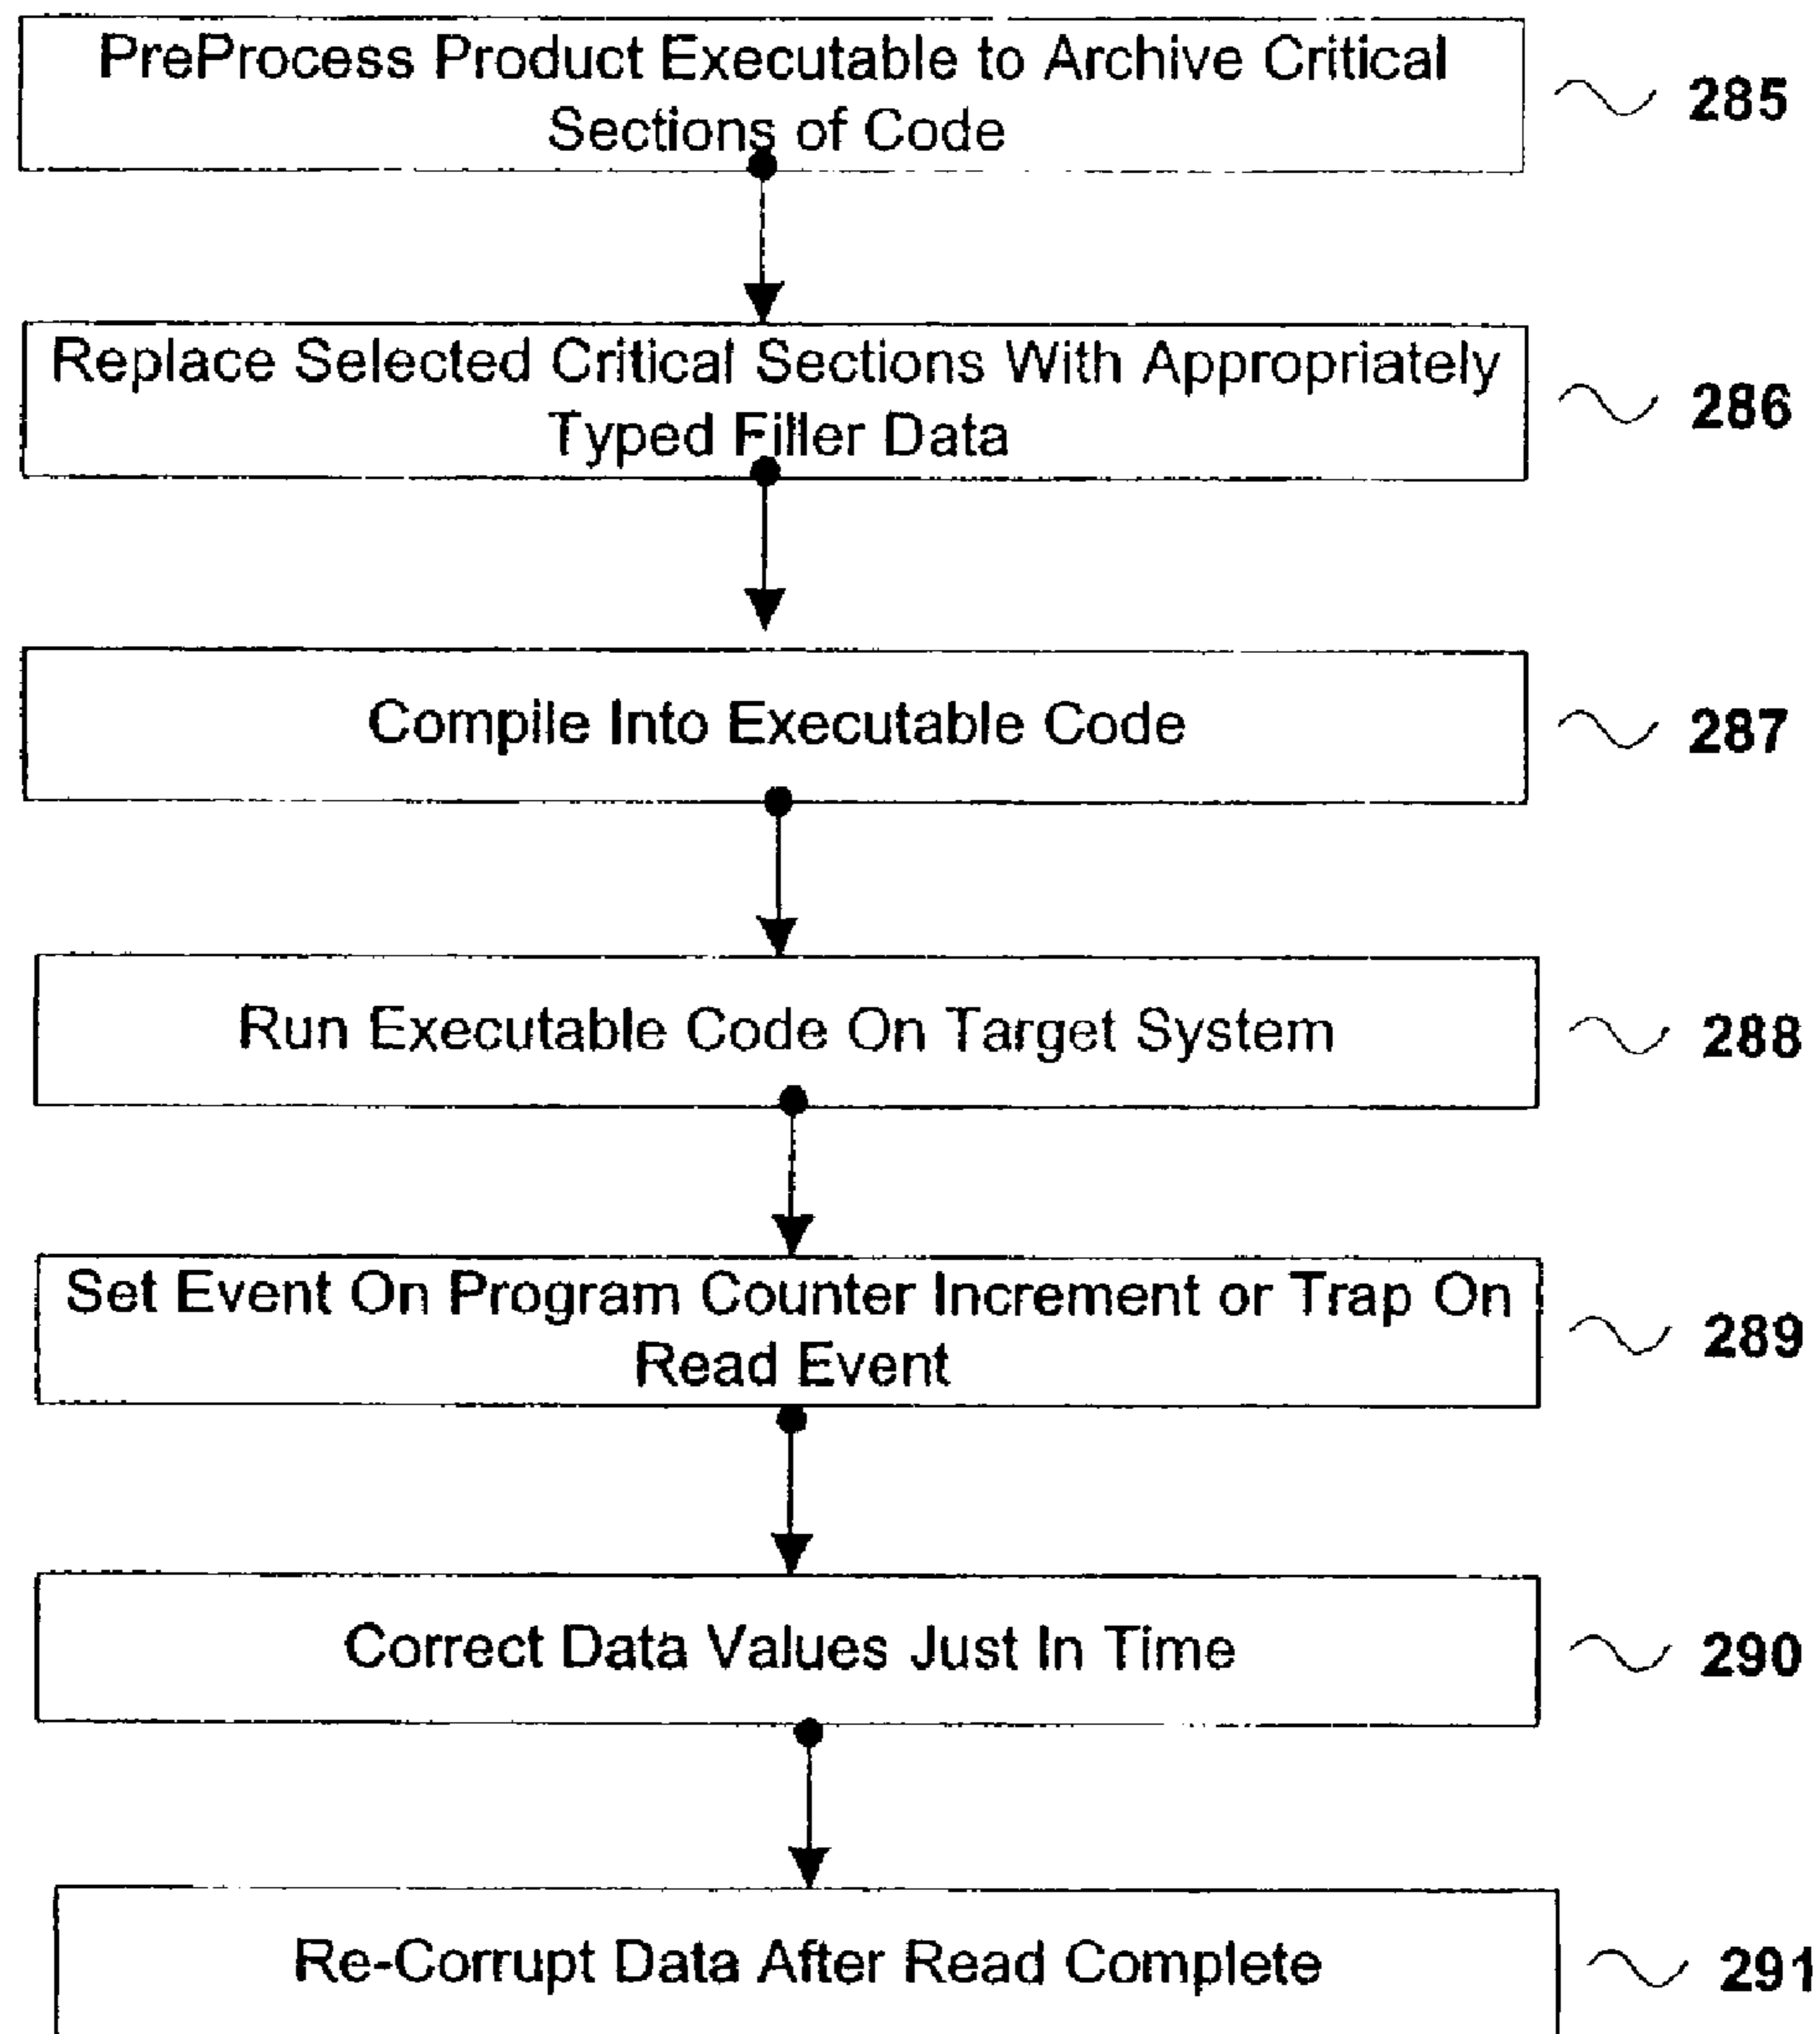 PreProcess Product Executable to Archive Critical
Sections of Code
285
Replace Selected Critical Sections With Appropriately
Typed Filler Data
286
Compile Into Executable Code
287
Run Executable Code On Target System
288
Set Event On Program Counter Increment or Trap On
Read Event
289
Correct Data Values Just In Time
290
Re-Corrupt Data After Read Complete
291